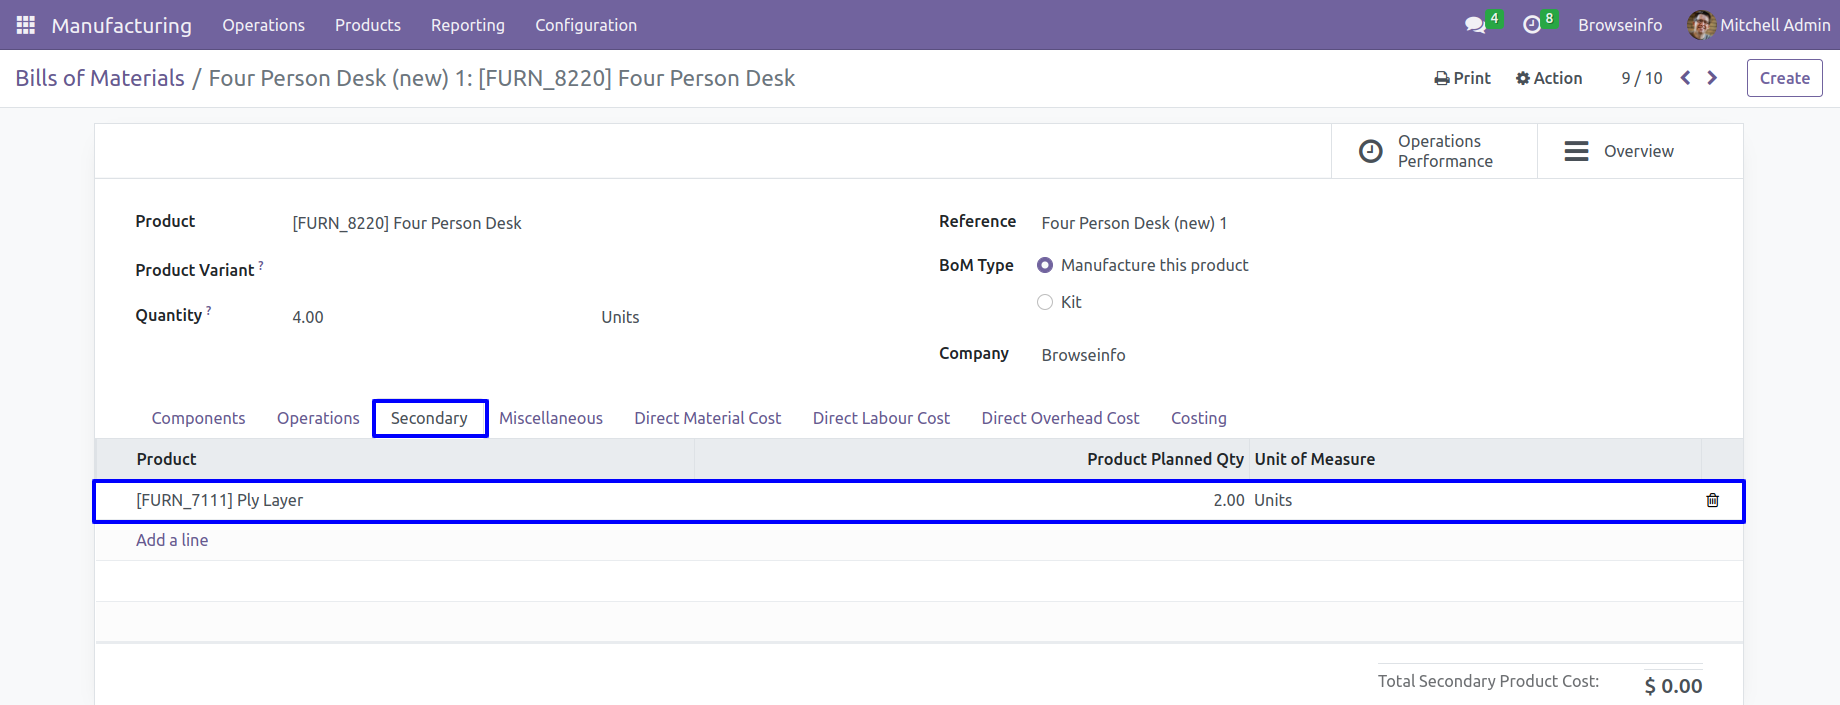 Manufacturing Operations Products Reporting Configuration 4 8 Browseinfo Mitchell Admin
Bills of Materials / Four Person Desk (new) 1: [FURN_8220] Four Person Desk Print Action 9 / 10 Create
Operations
Performance
Overview
Product [FURN_8220] Four Person Desk Reference Four Person Desk (new) 1
Product Variant ? BoM Type Manufacture this product
Kit
Quantity ? 4.00 Units
Company Browseinfo
Components Operations Secondary Miscellaneous Direct Material Cost Direct Labour Cost Direct Overhead Cost Costing
Product Product Planned Qty Unit of Measure
[FURN_7111] Ply Layer 2.00 Units
Add a line
Total Secondary Product Cost: $ 0.00